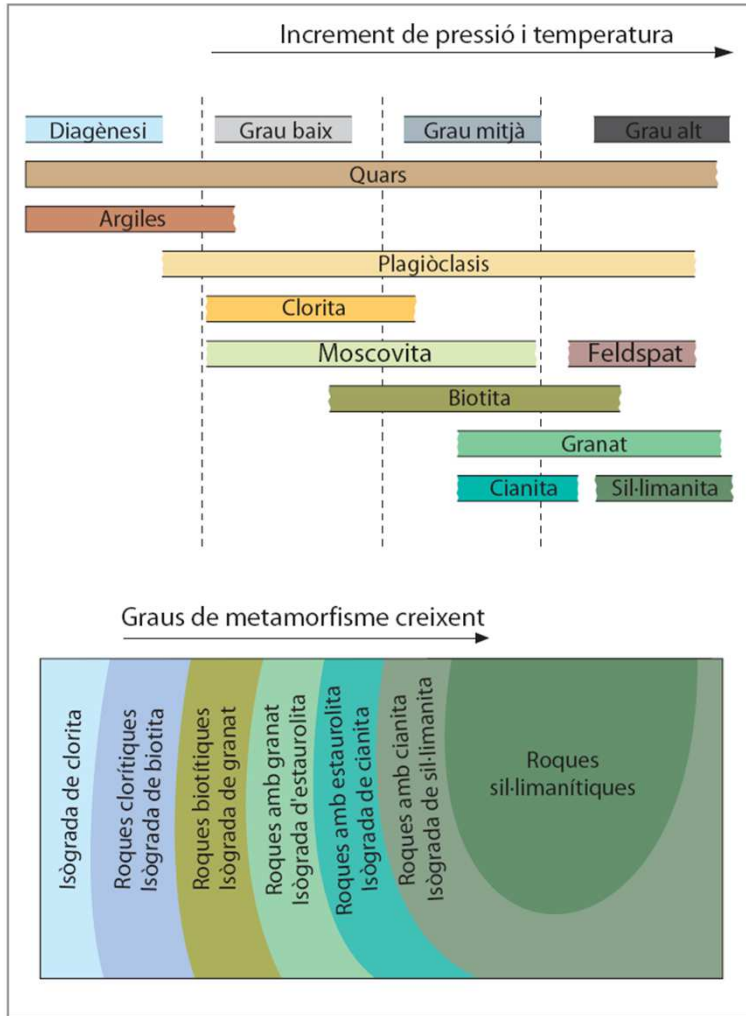 Increment de pressió i temperatura
Diagènesi
Grau baix
Grau mitjà
Grau alt
Quars
Argiles
Plagiòclasis
Clorita
Moscovita
Feldspat
Biotita
Granat
Cianita
Sil·limanita
Graus de metamorfisme creixent
Isògrada de clorita
Roques clorítiques
Isògrada de biotita
Roques biotítiques
Isògrada de granat
Roques amb granat
Isògrada d'estaurolita
Roques amb estaurolita
Isògrada de cianita
Roques amb cianita
Isògrada de sil·limanita
Roques
sil·limanítiques